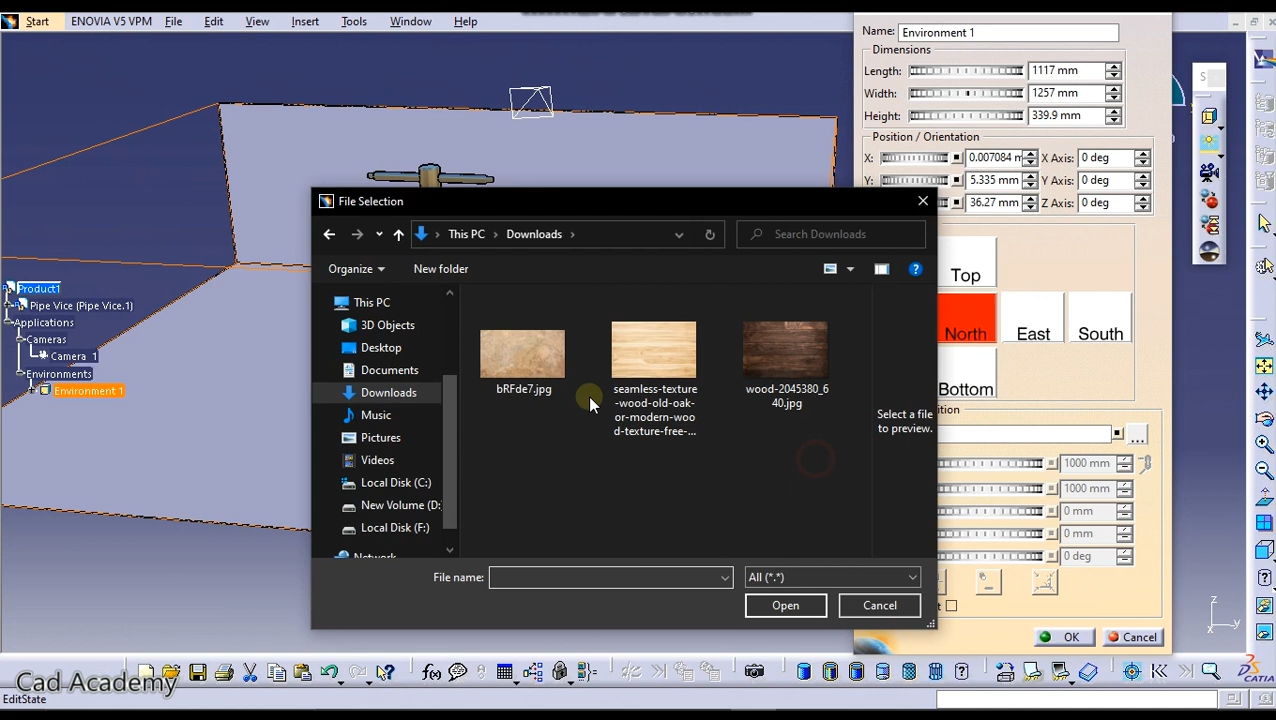 Start ENOVIA V5 VPM File Edit View Insert Tools Window Help
Name: Environment 1
Dimensions
Length: 1117 mm
Width: 1257 mm
Height: 339.9 mm
Position / Orientation
X: 0.007084 m X Axis: 0 deg
Y: 5.335 mm Y Axis: 0 deg
36.27 mm Z Axis: 0 deg
S
File Selection
This PC Downloads
Search Downloads
Organize New folder
This PC
3D Objects
Desktop
Documents
Downloads
Music
Pictures
Videos
Local Disk (C:)
New Volume (D:
Local Disk (F:)
Network
bRFde7.jpg
seamless-texture
-wood-old-oak-
or-modern-woo
d-texture-free-...
wood-2045380_6
40.jpg
Select a file
to preview.
File name:
All (*.*)
Open Cancel
Product1
Pipe Vice (Pipe Vice.1)
Applications
Cameras
Camera 1
Environments
Environment 1
Top
North East South
Bottom
ition
...
1000 mm
1000 mm
0 mm
0 mm
0 deg
OK Cancel
z
y
x
Cad Academy
CATIA
EditState